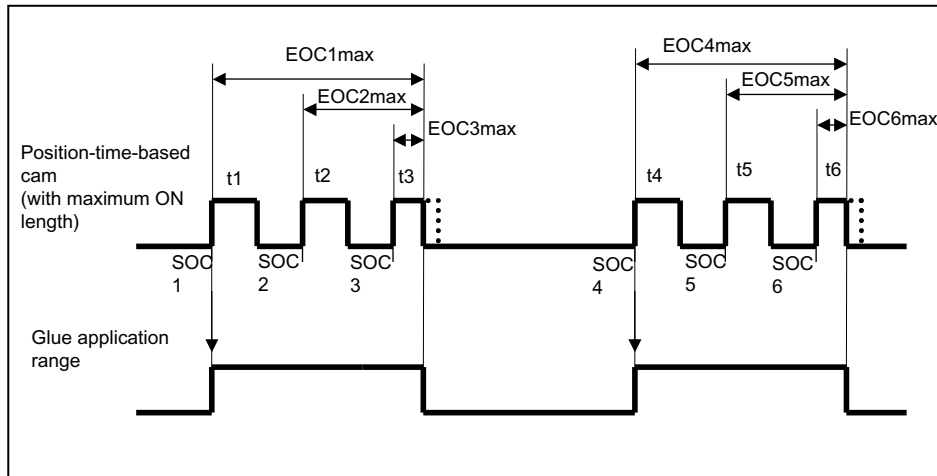 EOC1max
EOC4max
EOC2max
EOC5max
EOC3max
EOC6max
Position-time-based
cam
(with maximum ON
length)
t1
t2
t3
t4
t5
t6
SOC
1
SOC
2
SOC
3
SOC
4
SOC
5
SOC
6
Glue application
range